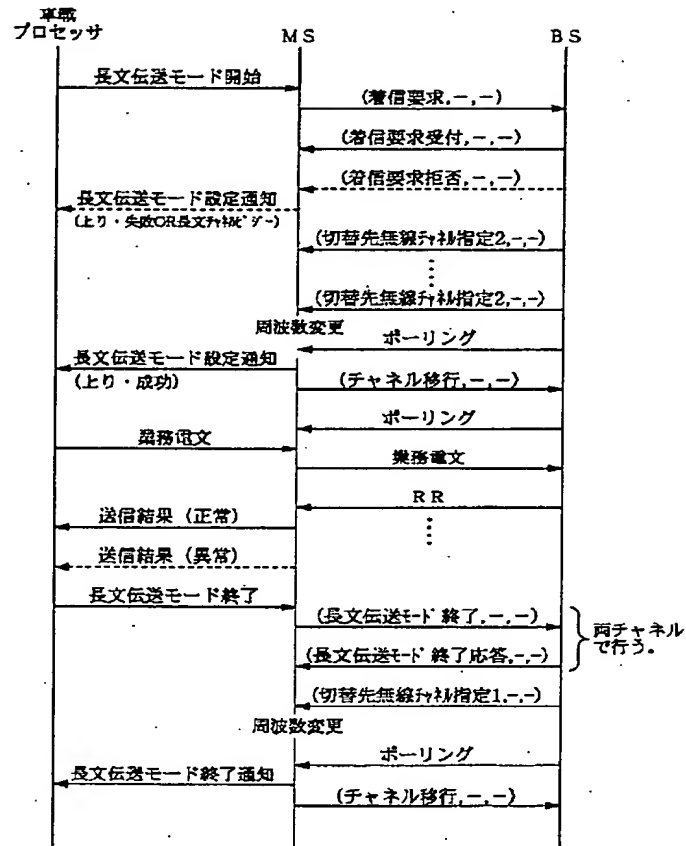 車載
プロセッサ
MS
BS
長文伝送モード開始
(着信要求,-,-)
(着信要求受付,-,-)
(着信要求拒否,-,-)
長文伝送モード設定通知
(上り・失敗OR長文チャネルビジー)
(切替先無線チャネル指定2,-,-)
(切替先無線チャネル指定2,-,-)
周波数変更
ポーリング
長文伝送モード設定通知
(上り・成功)
(チャネル移行,-,-)
ポーリング
業務電文
業務電文
RR
送信結果(正常)
送信結果(異常)
長文伝送モード終了
(長文伝送モード終了,-,-)
両チャネル
で行う。
(長文伝送モード終了応答,-,-)
(切替先無線チャネル指定1,-,-)
周波数変更
ポーリング
長文伝送モード終了通知
(チャネル移行,-,-)